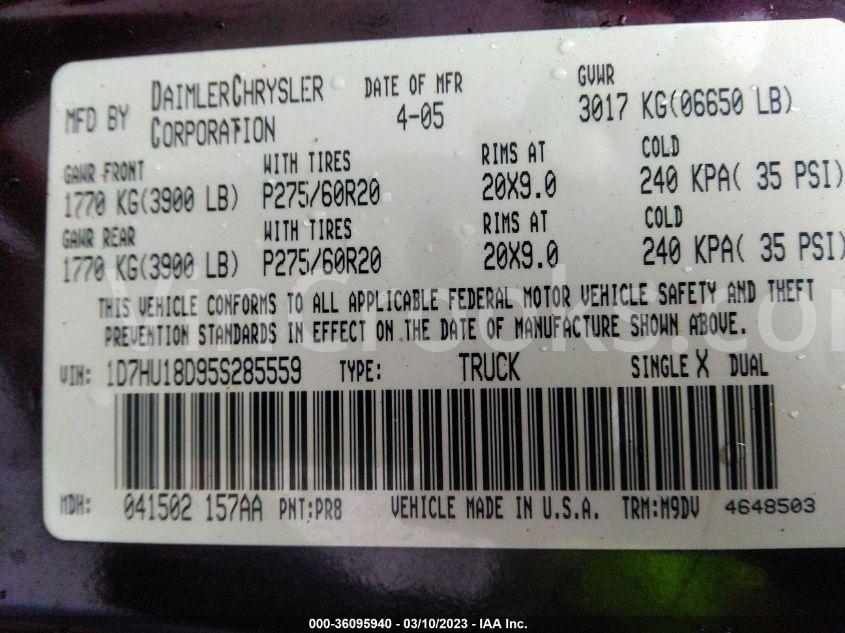 MFD BY DAIMLERCHRYSLER CORPORATION DATE OF MFR 4-05 GVWR 3017 KG(06650 LB)
GAWR FRONT WITH TIRES RIMS AT COLD
1770 KG(3900 LB) P275/60R20 20X9.0 240 KPA( 35 PSI)
GAWR REAR WITH TIRES RIMS AT COLD
1770 KG(3900 LB) P275/60R20 20X9.0 240 KPA( 35 PSI)
THIS VEHICLE CONFORMS TO ALL APPLICABLE FEDERAL MOTOR VEHICLE SAFETY AND THEFT
PREVENTION STANDARDS IN EFFECT ON THE DATE OF MANUFACTURE SHOWN ABOVE.
VIN: 1D7HU18D95S285559 TYPE: TRUCK SINGLE X DUAL
MDH: 041502 157AA PNT:PR8 VEHICLE MADE IN U.S.A. TRM:M9DV 4648503
000-36095940 - 03/10/2023 - IAA Inc.